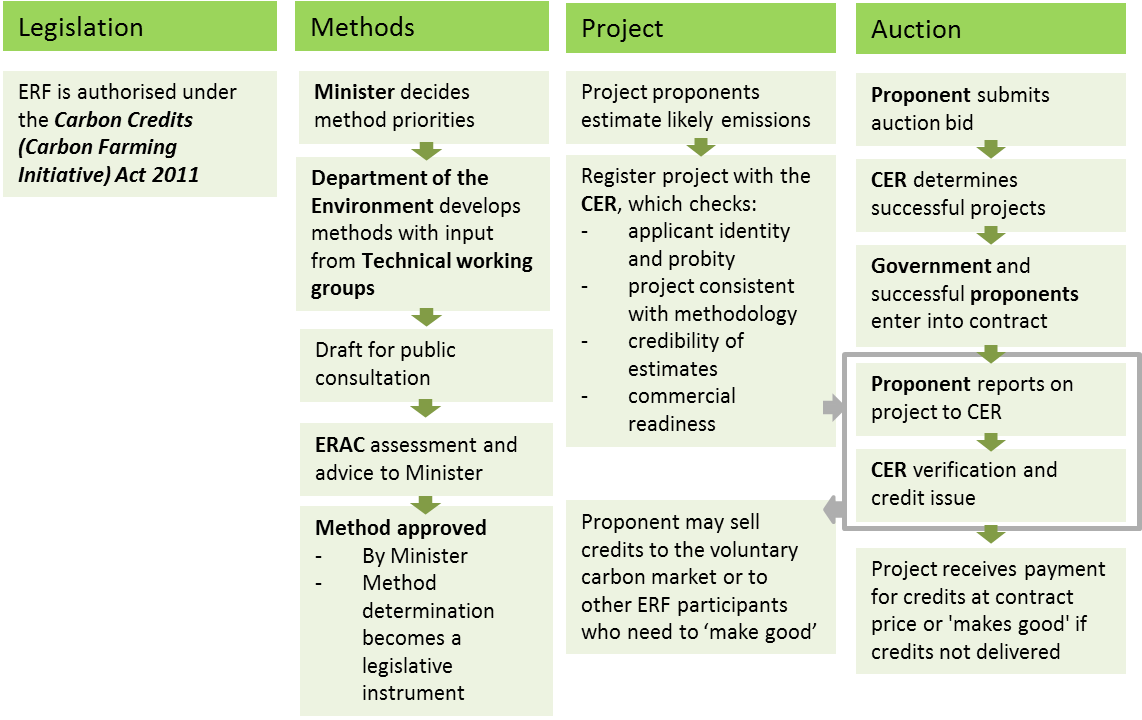 Legislation
ERF is authorised under
the Carbon Credits
(Carbon Farming
Initiative) Act 2011
Methods
Minister decides
method priorities
Department of the
Environment develops
methods with input
from Technical working
groups
Draft for public
consultation
ERAC assessment and
advice to Minister
Method approved
- By Minister
- Method
determination
becomes a
legislative
instrument
Project
Project proponents
estimate likely emissions
Register project with the
CER, which checks:
- applicant identity
and probity
- project consistent
with methodology
- credibility of
estimates
- commercial
readiness
Proponent may sell
credits to the voluntary
carbon market or to
other ERF participants
who need to ‘make good’
Auction
Proponent submits
auction bid
CER determines
successful projects
Government and
successful proponents
enter into contract
Proponent reports on
project to CER
CER verification and
credit issue
Project receives payment
for credits at contract
price or 'makes good' if
credits not delivered